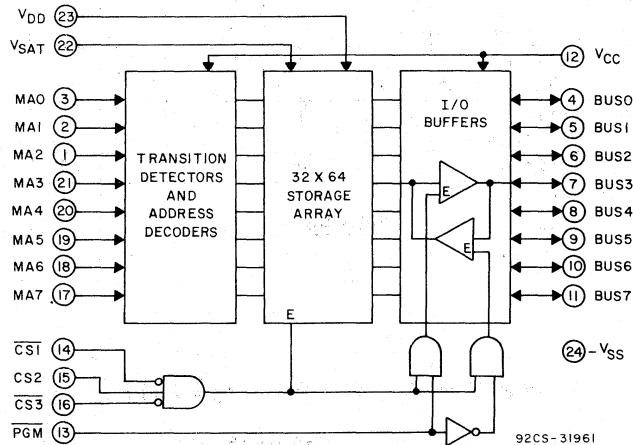 VDD 23
VSAT 22
12 VCC
MA0 3
MA1 2
MA2 1
MA3 21
MA4 20
MA5 19
MA6 18
MA7 17
TRANSITION
DETECTORS
AND
ADDRESS
DECODERS
32 X 64
STORAGE
ARRAY
E
I/O
BUFFERS
E
E
4 BUS0
5 BUS1
6 BUS2
7 BUS3
8 BUS4
9 BUS5
10 BUS6
11 BUS7
24 - VSS
CS1 14
CS2 15
CS3 16
PGM 13
92CS-31961